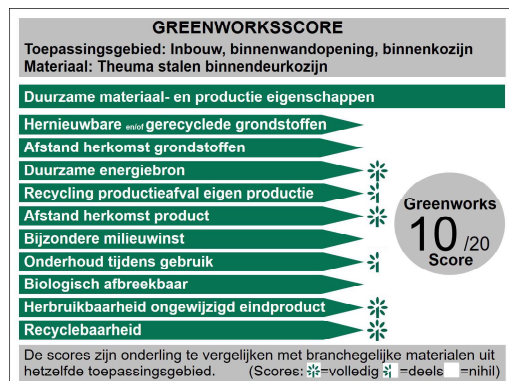 GREENWORKSSCORE
Toepassingsgebied: Inbouw, binnenwandopening, binnenkozijn
Materiaal: Theuma stalen binnendeurkozijn
Duurzame materiaal- en productie eigenschappen
Hernieuwbare en/of gerecyclede grondstoffen
Afstand herkomst grondstoffen
Duurzame energiebron
Recycling productieafval eigen productie
Afstand herkomst product
Bijzondere milieuwinst
Onderhoud tijdens gebruik
Biologisch afbreekbaar
Herbruikbaarheid ongewijzigd eindproduct
Recyclebaarheid
Greenworks
10 /20
Score
De scores zijn onderling te vergelijken met branchegelijke materialen uit
hetzelfde toepassingsgebied. (Scores: =volledig =deels =nihil)